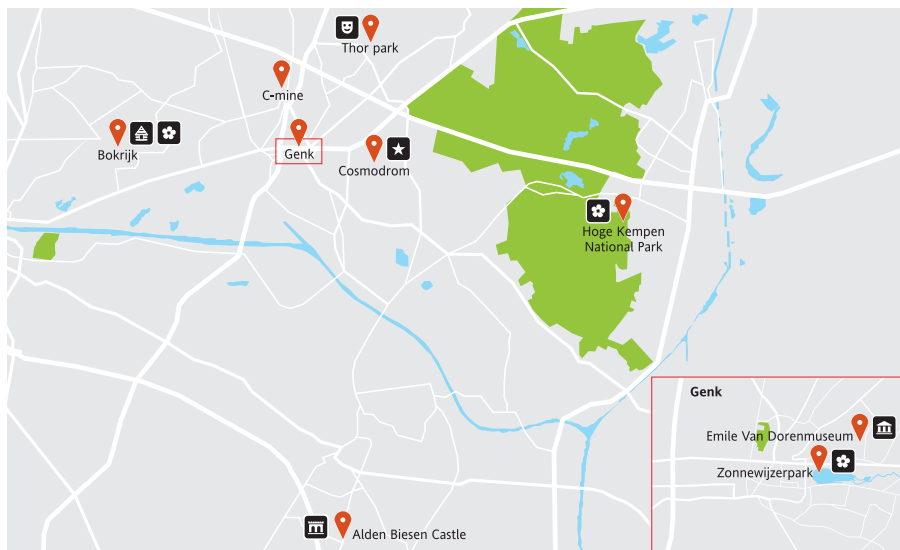 Thor park
C-mine
Bokrijk
Genk
Cosmodrom
Hoge Kempen
National Park
Genk
Emile Van Dorenmuseum
Zonnewijzerpark
Alden Biesen Castle